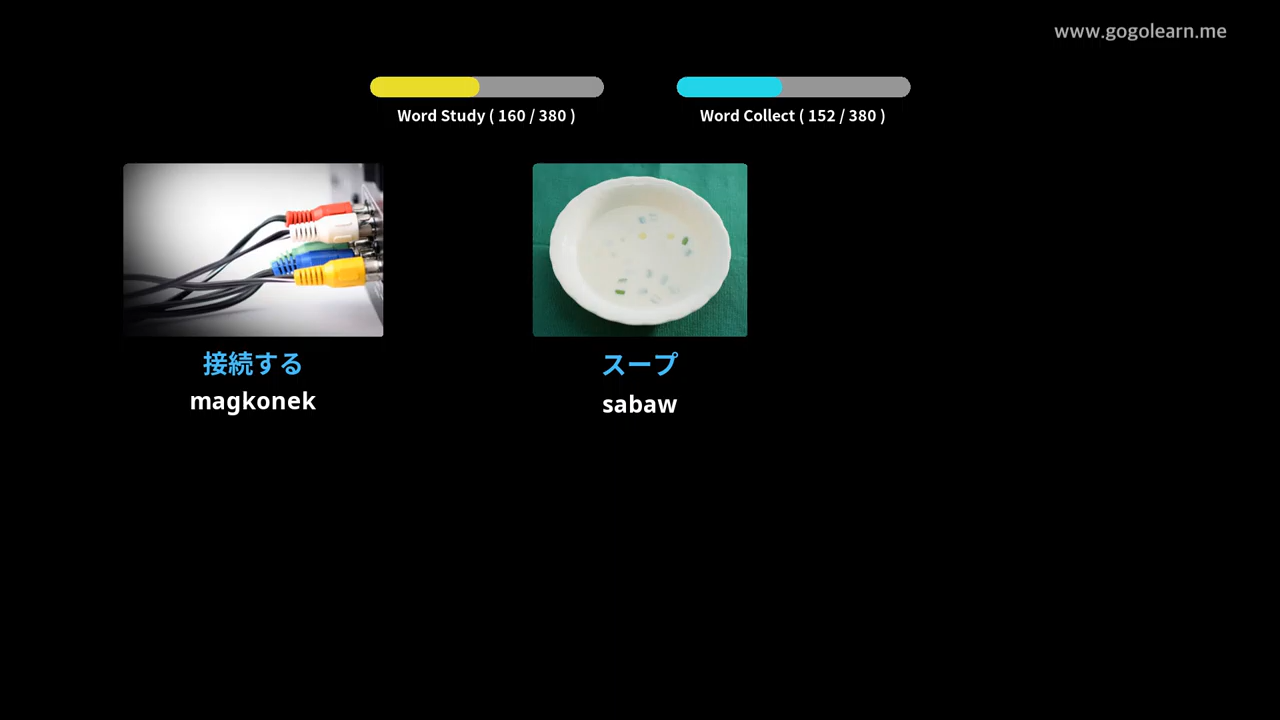 www.gogolearn.me
Word Study ( 160 / 380 )
Word Collect ( 152 / 380 )
接続する
magkonek
スープ
sabaw